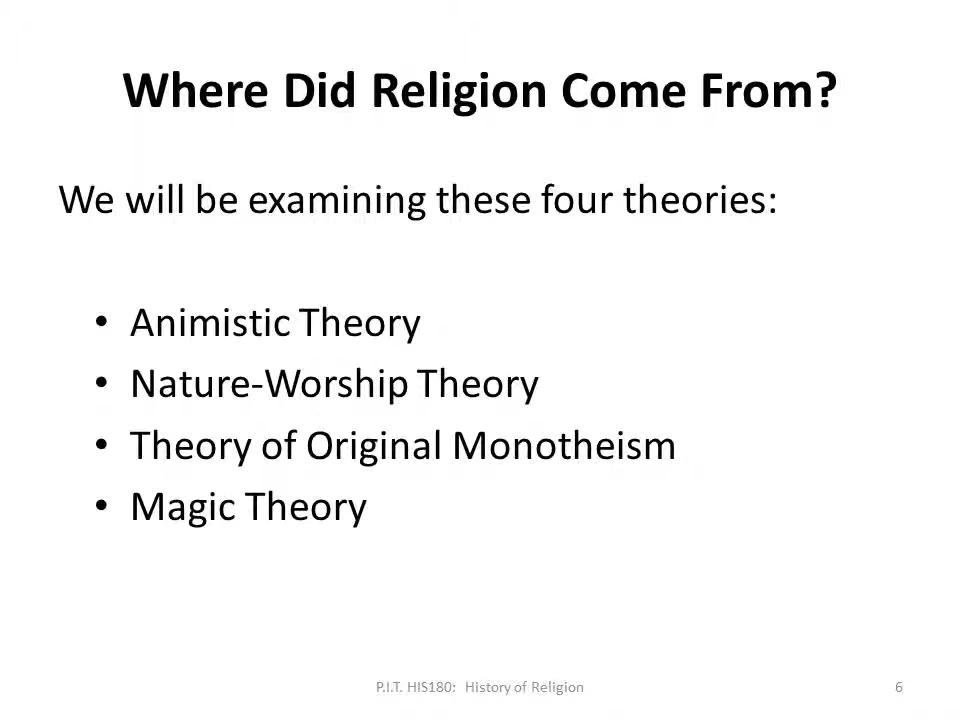 Where Did Religion Come From?
We will be examining these four theories:
• Animistic Theory
• Nature-Worship Theory
• Theory of Original Monotheism
• Magic Theory
P.I.T. HIS180: History of Religion
6